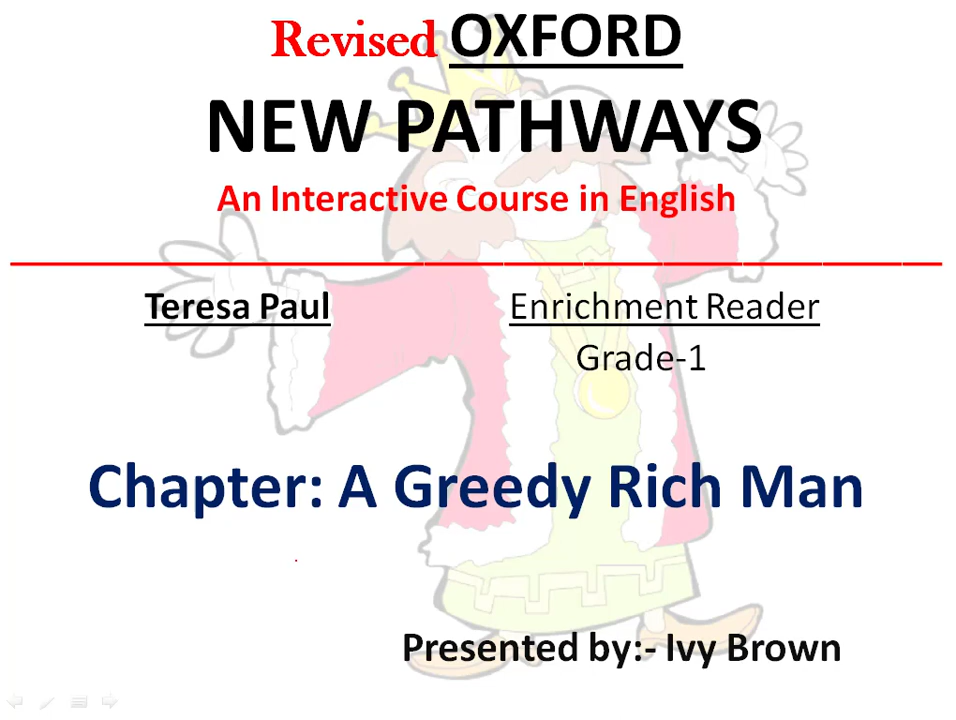 Revised OXFORD
NEW PATHWAYS
An Interactive Course in English
Teresa Paul Enrichment Reader
Grade-1
Chapter: A Greedy Rich Man
Presented by:- Ivy Brown